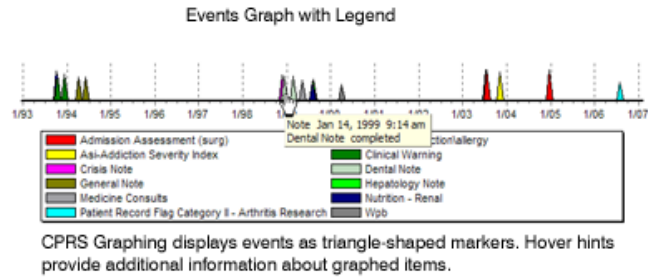 Events Graph with Legend
1/93 1/94 1/95 1/96 1/97 1/98 1/03 1/04 1/05 1/06 1/07
Note Jan 14, 1999 9:14 am
Dental Note completed
Admission Assessment (surg) ction\allergy
Asi-Addiction Severity Index Clinical Warning
Crisis Note Dental Note
General Note Hepatology Note
Medicine Consults Nutrition - Renal
Patient Record Flag Category II - Arthritis Research Wpb
CPRS Graphing displays events as triangle-shaped markers. Hover hints
provide additional information about graphed items.